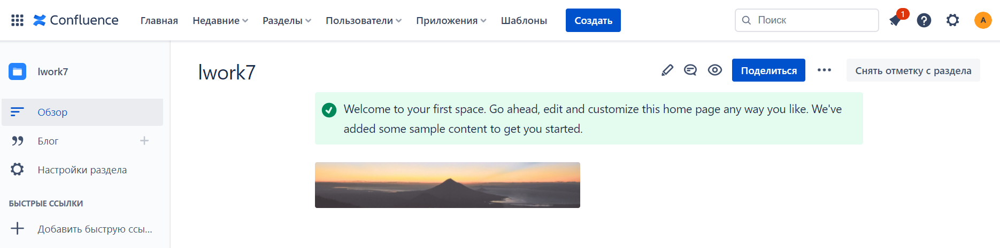 Confluence Главная Недавние Разделы Пользователи Приложения Шаблоны Создать Поиск 1 ? A
lwork7
Обзор
Блог
Настройки раздела
БЫСТРЫЕ ССЫЛКИ
Добавить быструю ссы...
lwork7 Поделиться Снять отметку с раздела
Welcome to your first space. Go ahead, edit and customize this home page any way you like. We've
added some sample content to get you started.